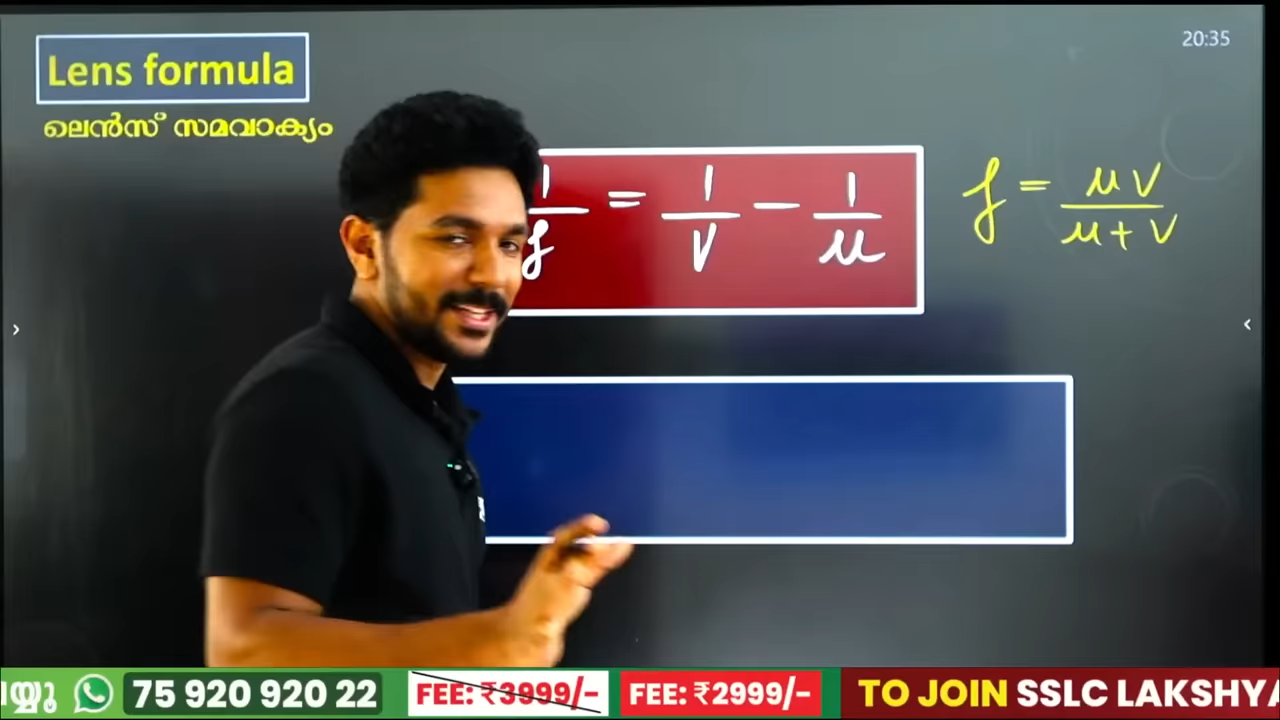 Lens formula
20:35
ലെൻസ് സമവാക്യം
1/f = 1/v - 1/u
f = uv/u+v
75 920 920 22
FEE: ₹3999/-
FEE: ₹2999/-
TO JOIN SSLC LAKSHYA